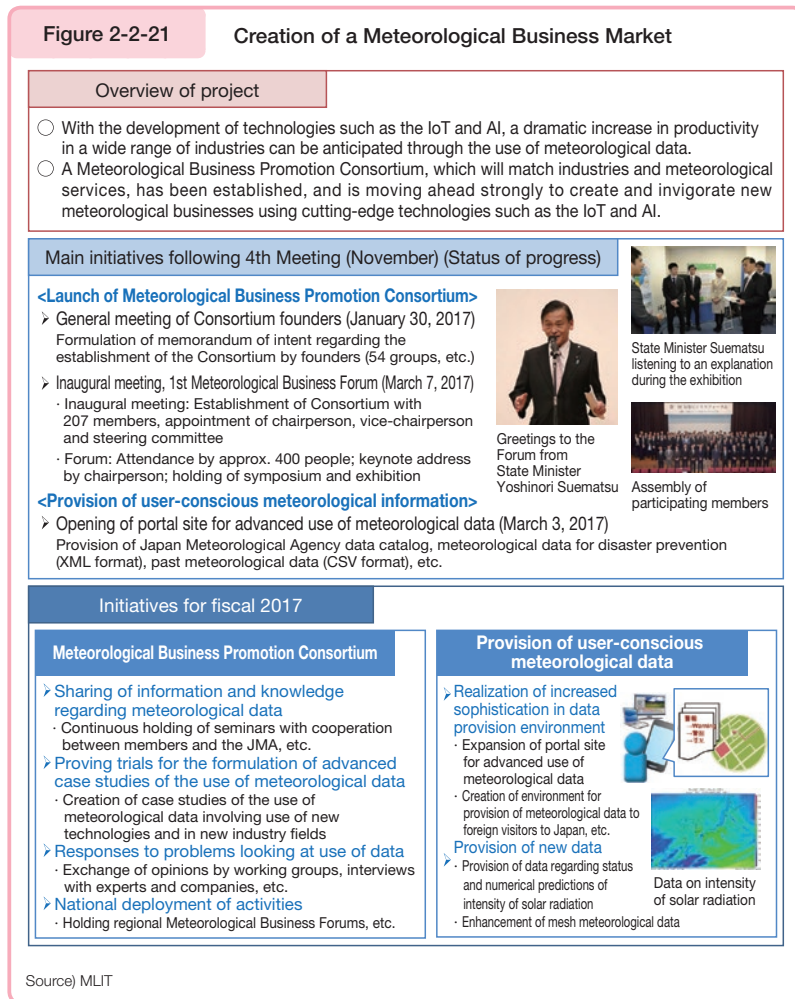 Figure 2-2-21
Creation of a Meteorological Business Market
Overview of project
○ With the development of technologies such as the IoT and AI, a dramatic increase in productivity
in a wide range of industries can be anticipated through the use of meteorological data.
○ A Meteorological Business Promotion Consortium, which will match industries and meteorological
services, has been established, and is moving ahead strongly to create and invigorate new
meteorological businesses using cutting-edge technologies such as the IoT and AI.
Main initiatives following 4th Meeting (November) (Status of progress)
<Launch of Meteorological Business Promotion Consortium>
➢ General meeting of Consortium founders (January 30, 2017)
Formulation of memorandum of intent regarding the
establishment of the Consortium by founders (54 groups, etc.)
➢ Inaugural meeting, 1st Meteorological Business Forum (March 7, 2017)
· Inaugural meeting: Establishment of Consortium with
207 members, appointment of chairperson, vice-chairperson
and steering committee
· Forum: Attendance by approx. 400 people; keynote address
by chairperson; holding of symposium and exhibition
Greetings to the
Forum from
State Minister
Yoshinori Suematsu
State Minister Suematsu
listening to an explanation
during the exhibition
Assembly of
participating members
<Provision of user-conscious meteorological information>
➢ Opening of portal site for advanced use of meteorological data (March 3, 2017)
Provision of Japan Meteorological Agency data catalog, meteorological data for disaster prevention
(XML format), past meteorological data (CSV format), etc.
Initiatives for fiscal 2017
Meteorological Business Promotion Consortium
➢ Sharing of information and knowledge
regarding meteorological data
· Continuous holding of seminars with cooperation
between members and the JMA, etc.
➢ Proving trials for the formulation of advanced
case studies of the use of meteorological data
· Creation of case studies of the use of
meteorological data involving use of new
technologies and in new industry fields
➢ Responses to problems looking at use of data
· Exchange of opinions by working groups, interviews
with experts and companies, etc.
➢ National deployment of activities
· Holding regional Meteorological Business Forums, etc.
Provision of user-conscious
meteorological data
➢ Realization of increased
sophistication in data
provision environment
· Expansion of portal site
for advanced use of
meteorological data
· Creation of environment for
provision of meteorological data to
foreign visitors to Japan, etc.
➢ Provision of new data
· Provision of data regarding status
and numerical predictions of
intensity of solar radiation
· Enhancement of mesh meteorological data
Data on intensity
of solar radiation
Source) MLIT